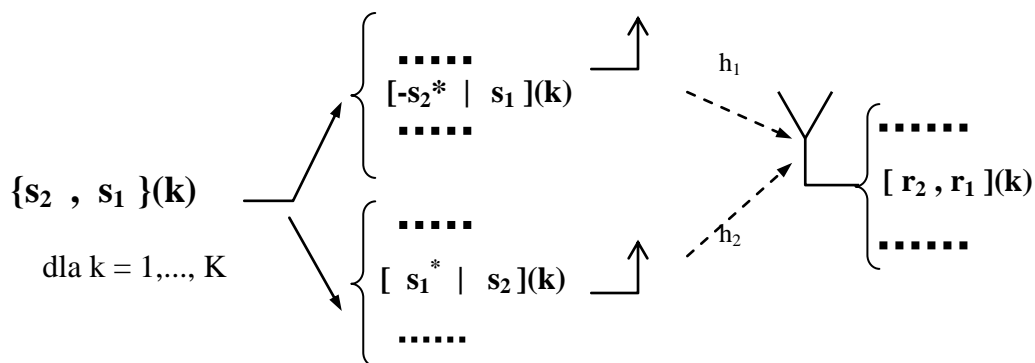 [-s₂* | s₁ ](k)
h₁
{s₂ , s₁ }(k)
[ r₂ , r₁ ](k)
dla k = 1,..., K
h₂
[ s₁* | s₂ ](k)